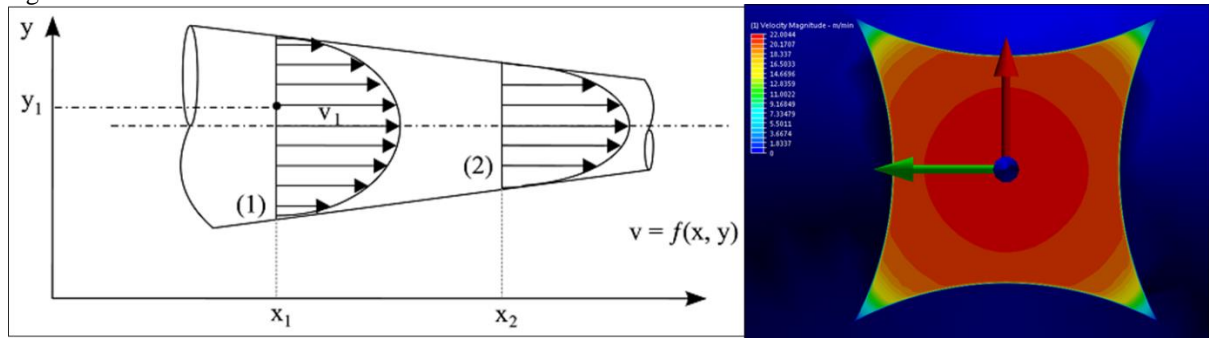 y
y₁
v₁
(1)
(2)
v = f(x, y)
x₁
x₂
(1) Velocity Magnitude - m/min
22.0044
20.1707
18.337
16.5033
14.6696
12.8359
11.0022
9.16849
7.33479
5.5011
3.6674
1.8337
0